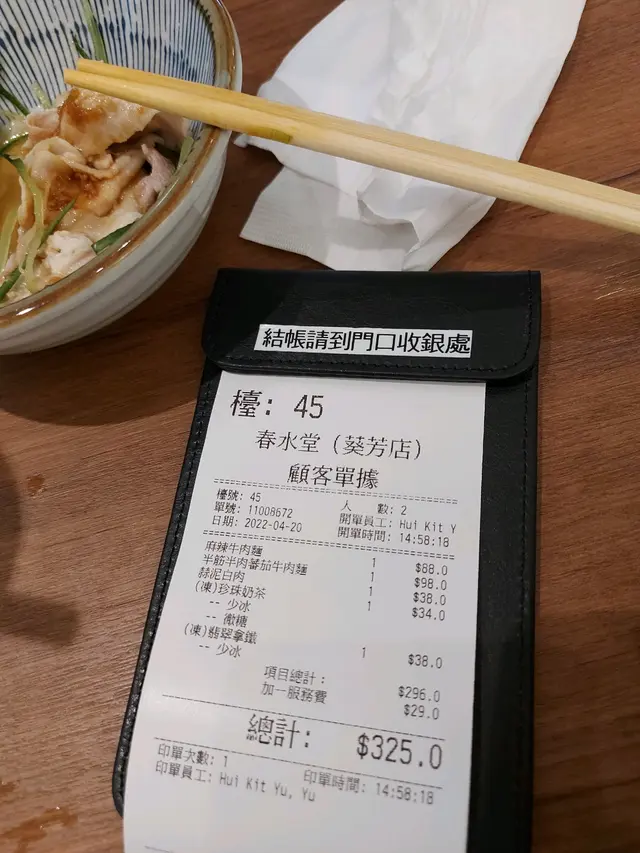 結帳請到門口收銀處
檯: 45
春水堂 (葵芳店)
顧客單據
檯號: 45 人 數: 2
單號: 11008672 開單員工: Hui Kit Y
日期: 2022-04-20 開單時間: 14:58:18
麻辣牛肉麵 1 $88.0
半筋半肉蕃茄牛肉麵 1 $98.0
蒜泥白肉 1 $38.0
(凍)珍珠奶茶 1 $34.0
-- 少冰
-- 微糖
(凍)翡翠拿鐵 1 $38.0
-- 少冰
項目總計: $296.0
加一服務費 $29.0
總計: $325.0
印單次數: 1 印單時間: 14:58:18
印單員工: Hui Kit Yu, Yu